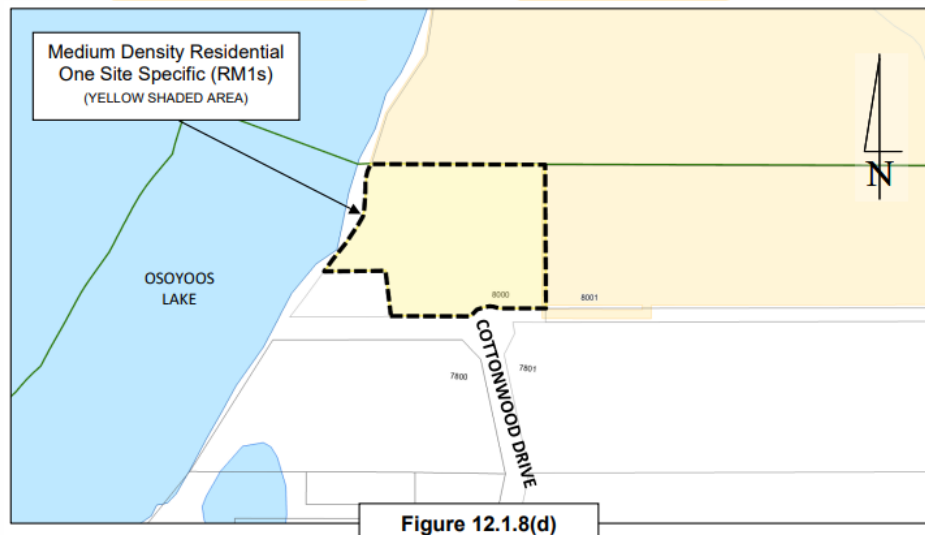 Medium Density Residential
One Site Specific (RM1s)
(YELLOW SHADED AREA)
N
OSOYOOS
LAKE
8000
8001
COTTONWOOD DRIVE
7800
7801
Figure 12.1.8(d)